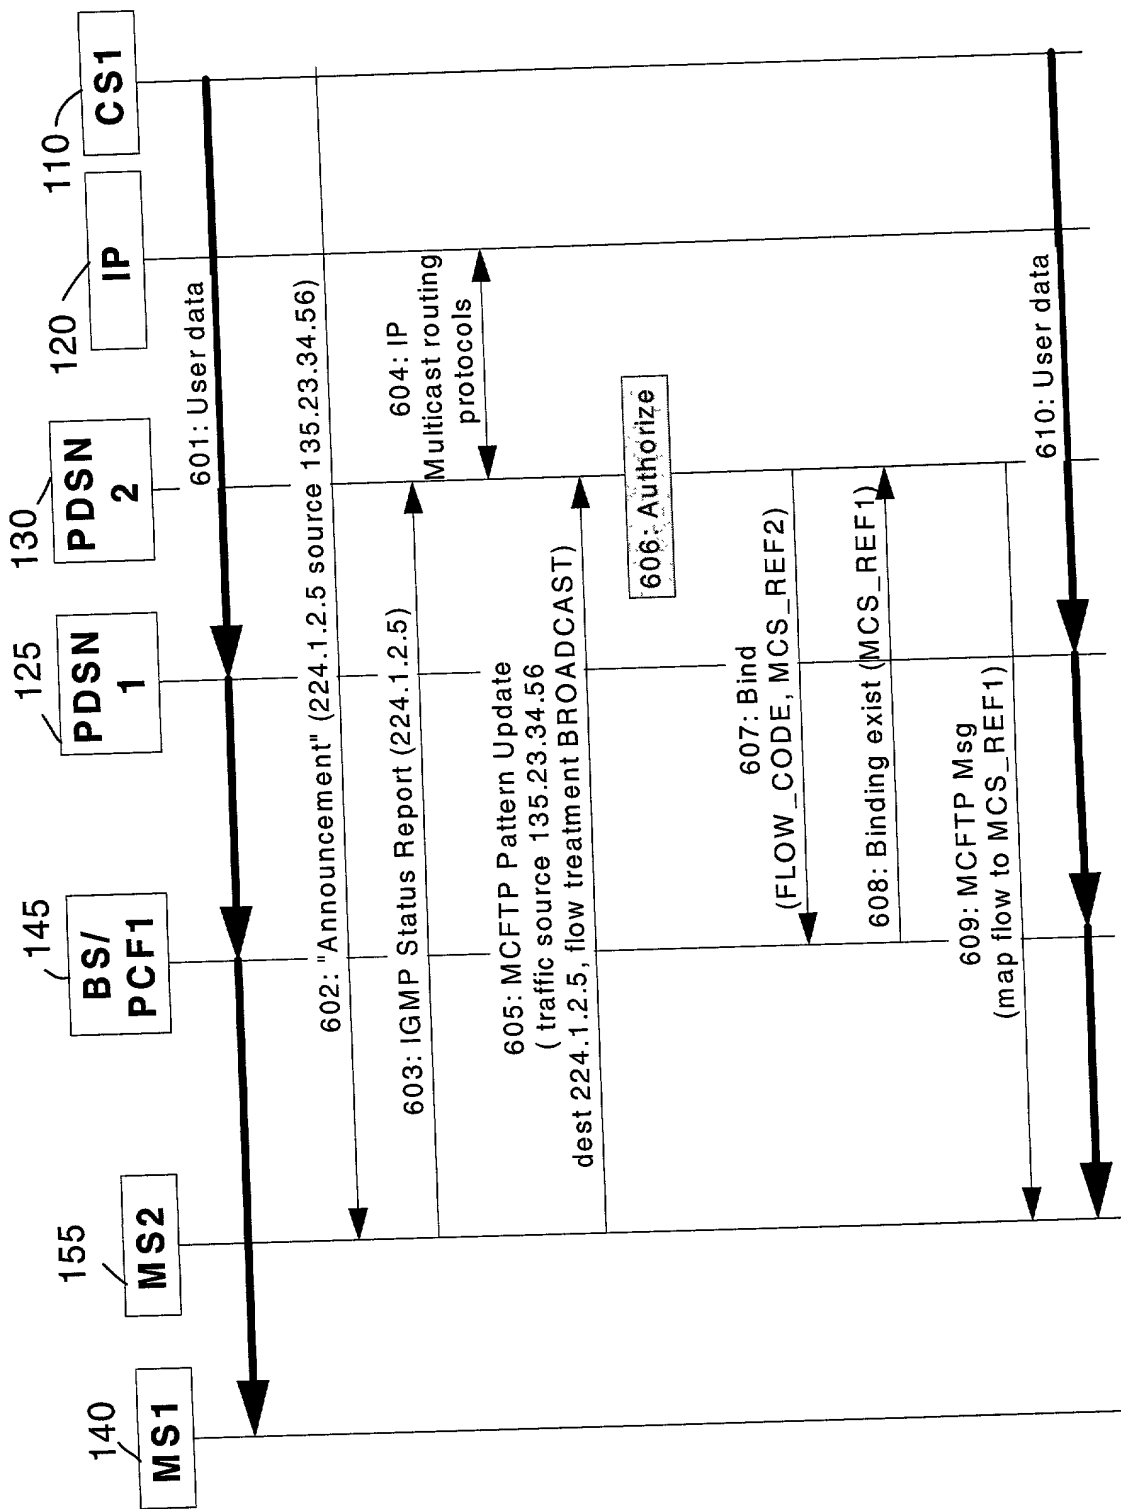 140
MS1
155
MS2
145
BS/
PCF1
125
PDSN
1
130
PDSN
2
120
IP
110
CS1
601: User data
602: "Announcement" (224.1.2.5 source 135.23.34.56)
603: IGMP Status Report (224.1.2.5)
604: IP
Multicast routing
protocols
605: MCFTP Pattern Update
( traffic source 135.23.34.56
dest 224.1.2.5, flow treatment BROADCAST)
606: Authorize
607: Bind
(FLOW_CODE, MCS_REF2)
608: Binding exist (MCS_REF1)
609: MCFTP Msg
(map flow to MCS_REF1)
610: User data